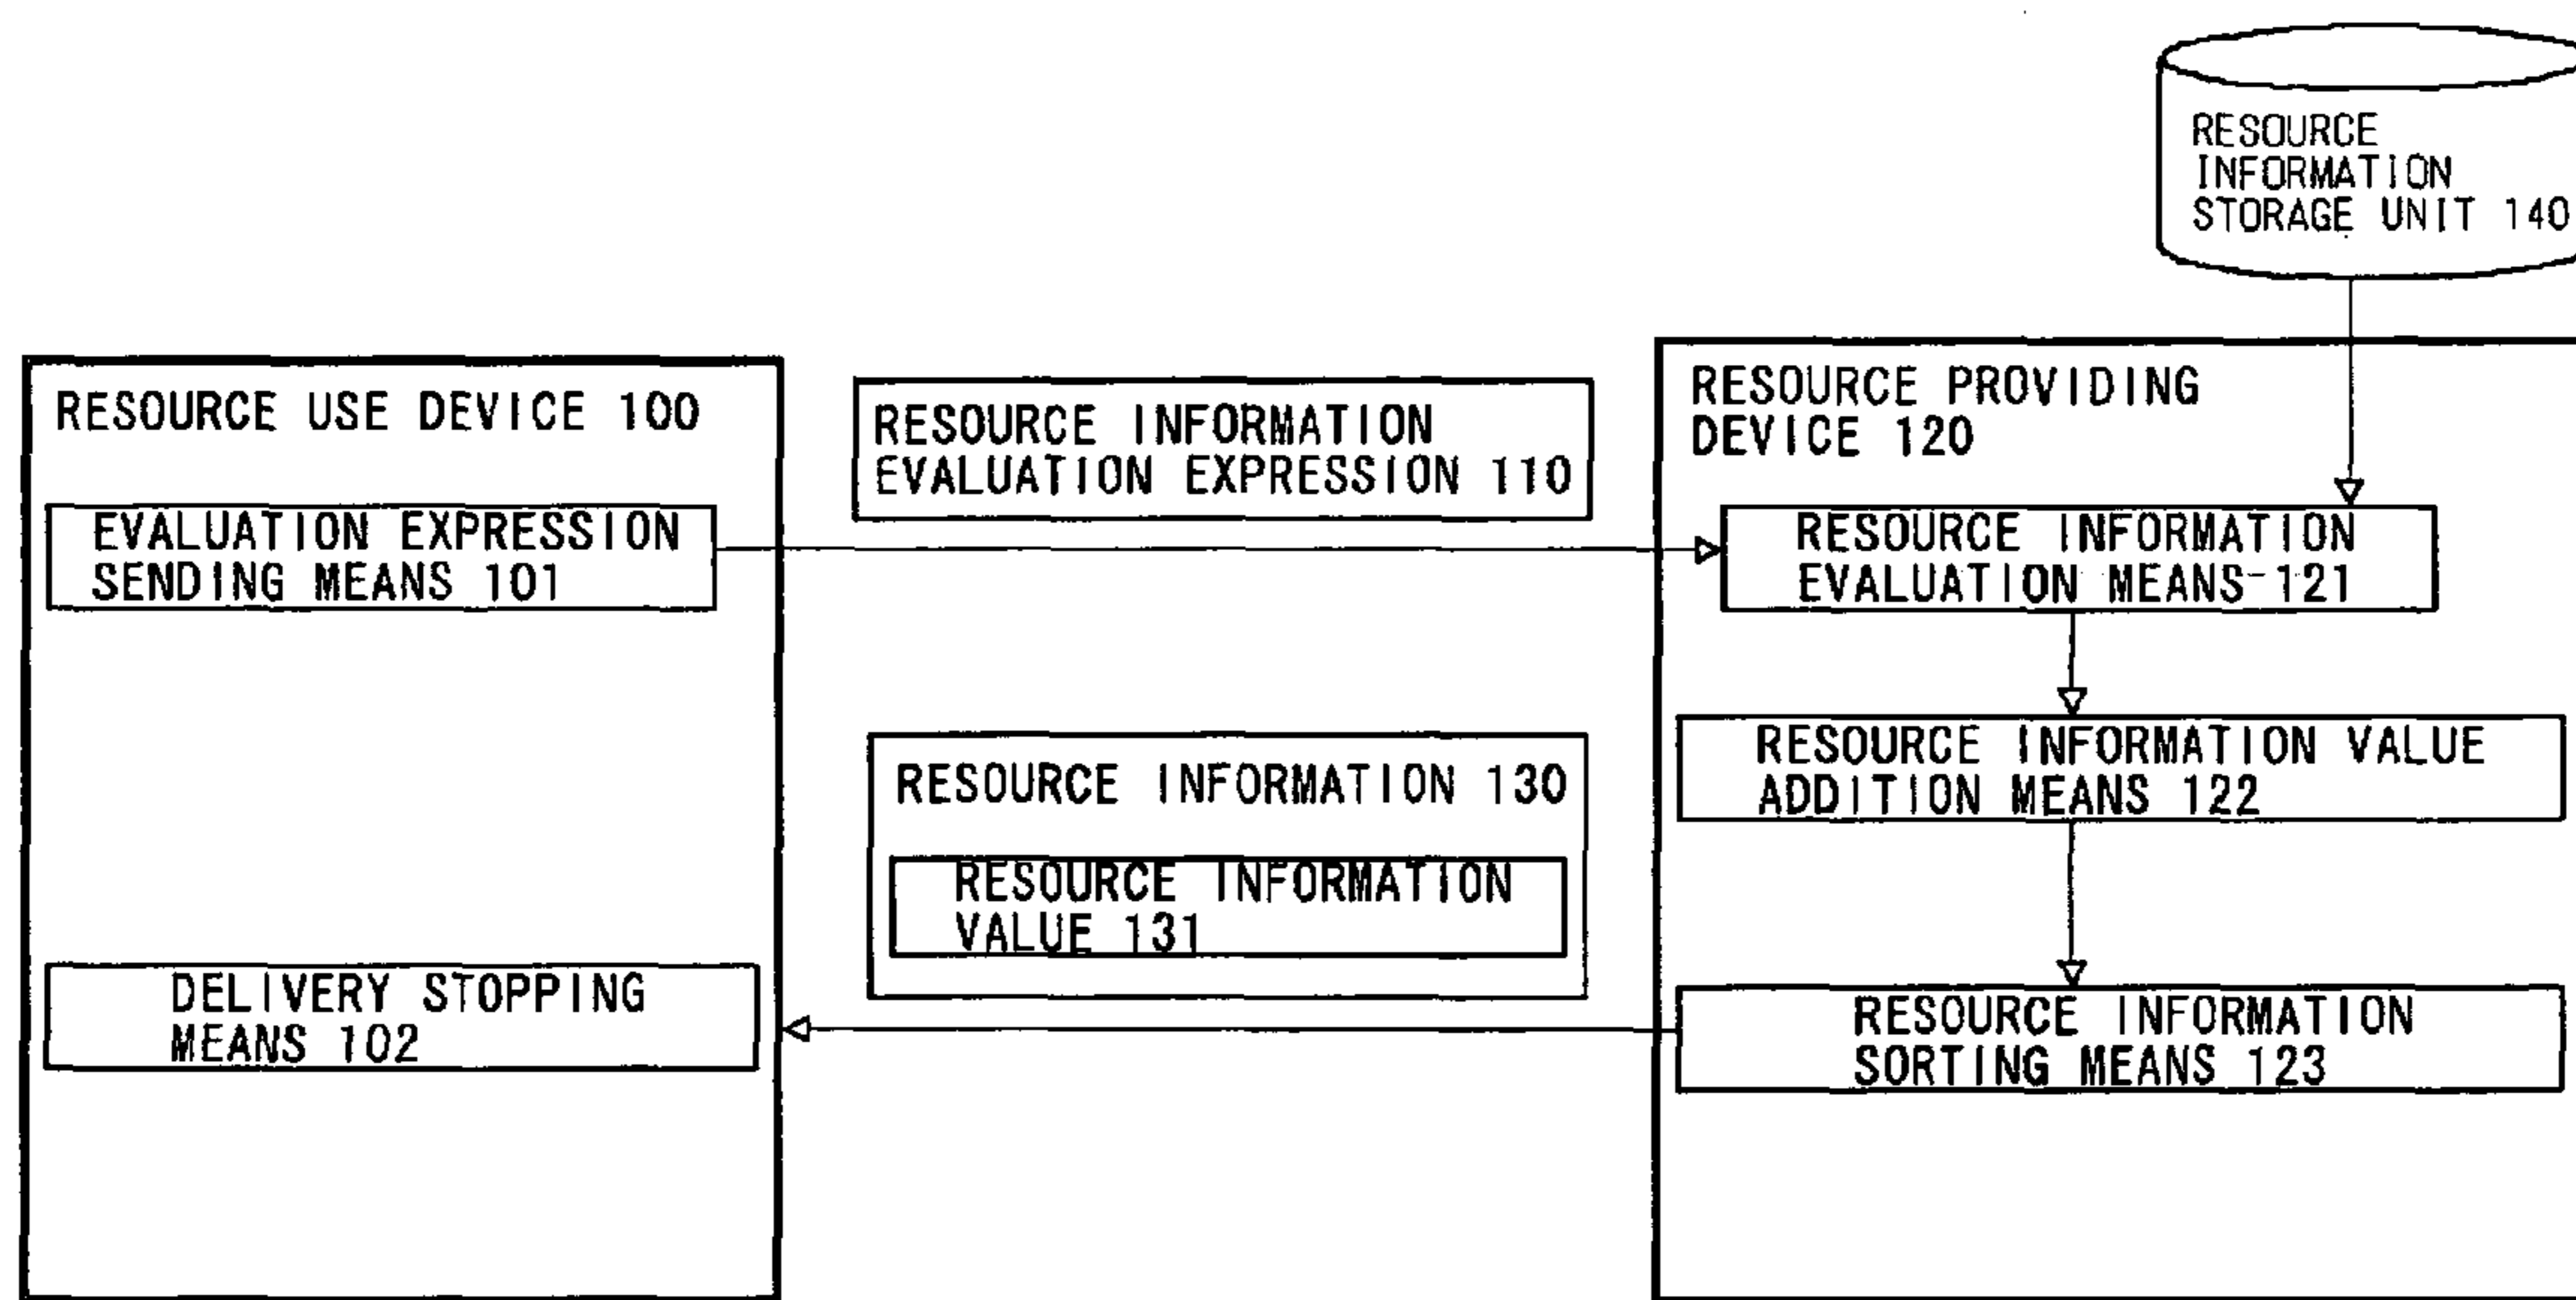 RESOURCE
INFORMATION
STORAGE UNIT 140
RESOURCE USE DEVICE 100
EVALUATION EXPRESSION
SENDING MEANS 101
DELIVERY STOPPING
MEANS 102
RESOURCE INFORMATION
EVALUATION EXPRESSION 110
RESOURCE INFORMATION 130
RESOURCE INFORMATION
VALUE 131
RESOURCE PROVIDING
DEVICE 120
RESOURCE INFORMATION
EVALUATION MEANS 121
RESOURCE INFORMATION VALUE
ADDITION MEANS 122
RESOURCE INFORMATION
SORTING MEANS 123